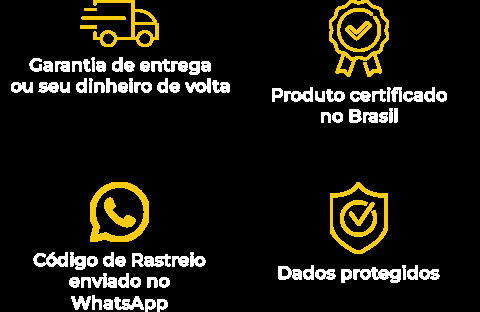 Garantia de entrega
ou seu dinheiro de volta
Produto certificado
no Brasil
Código de Rastreio
enviado no
WhatsApp
Dados protegidos